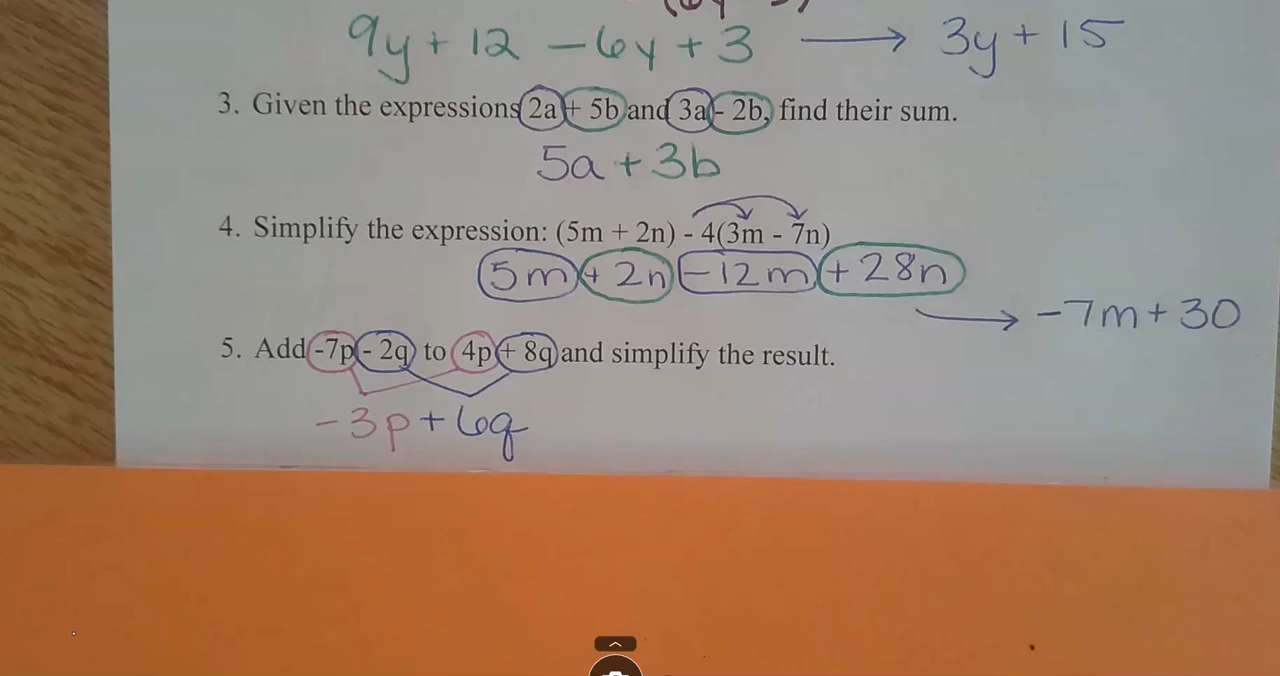 9y + 12 - 6y + 3 → 3y + 15
3. Given the expressions 2a + 5b and 3a - 2b, find their sum.
5a + 3b
4. Simplify the expression: (5m + 2n) - 4(3m - 7n)
5m + 2n - 12m + 28n
→ -7m + 30
5. Add -7p - 2q to 4p + 8q and simplify the result.
-3p + 6q